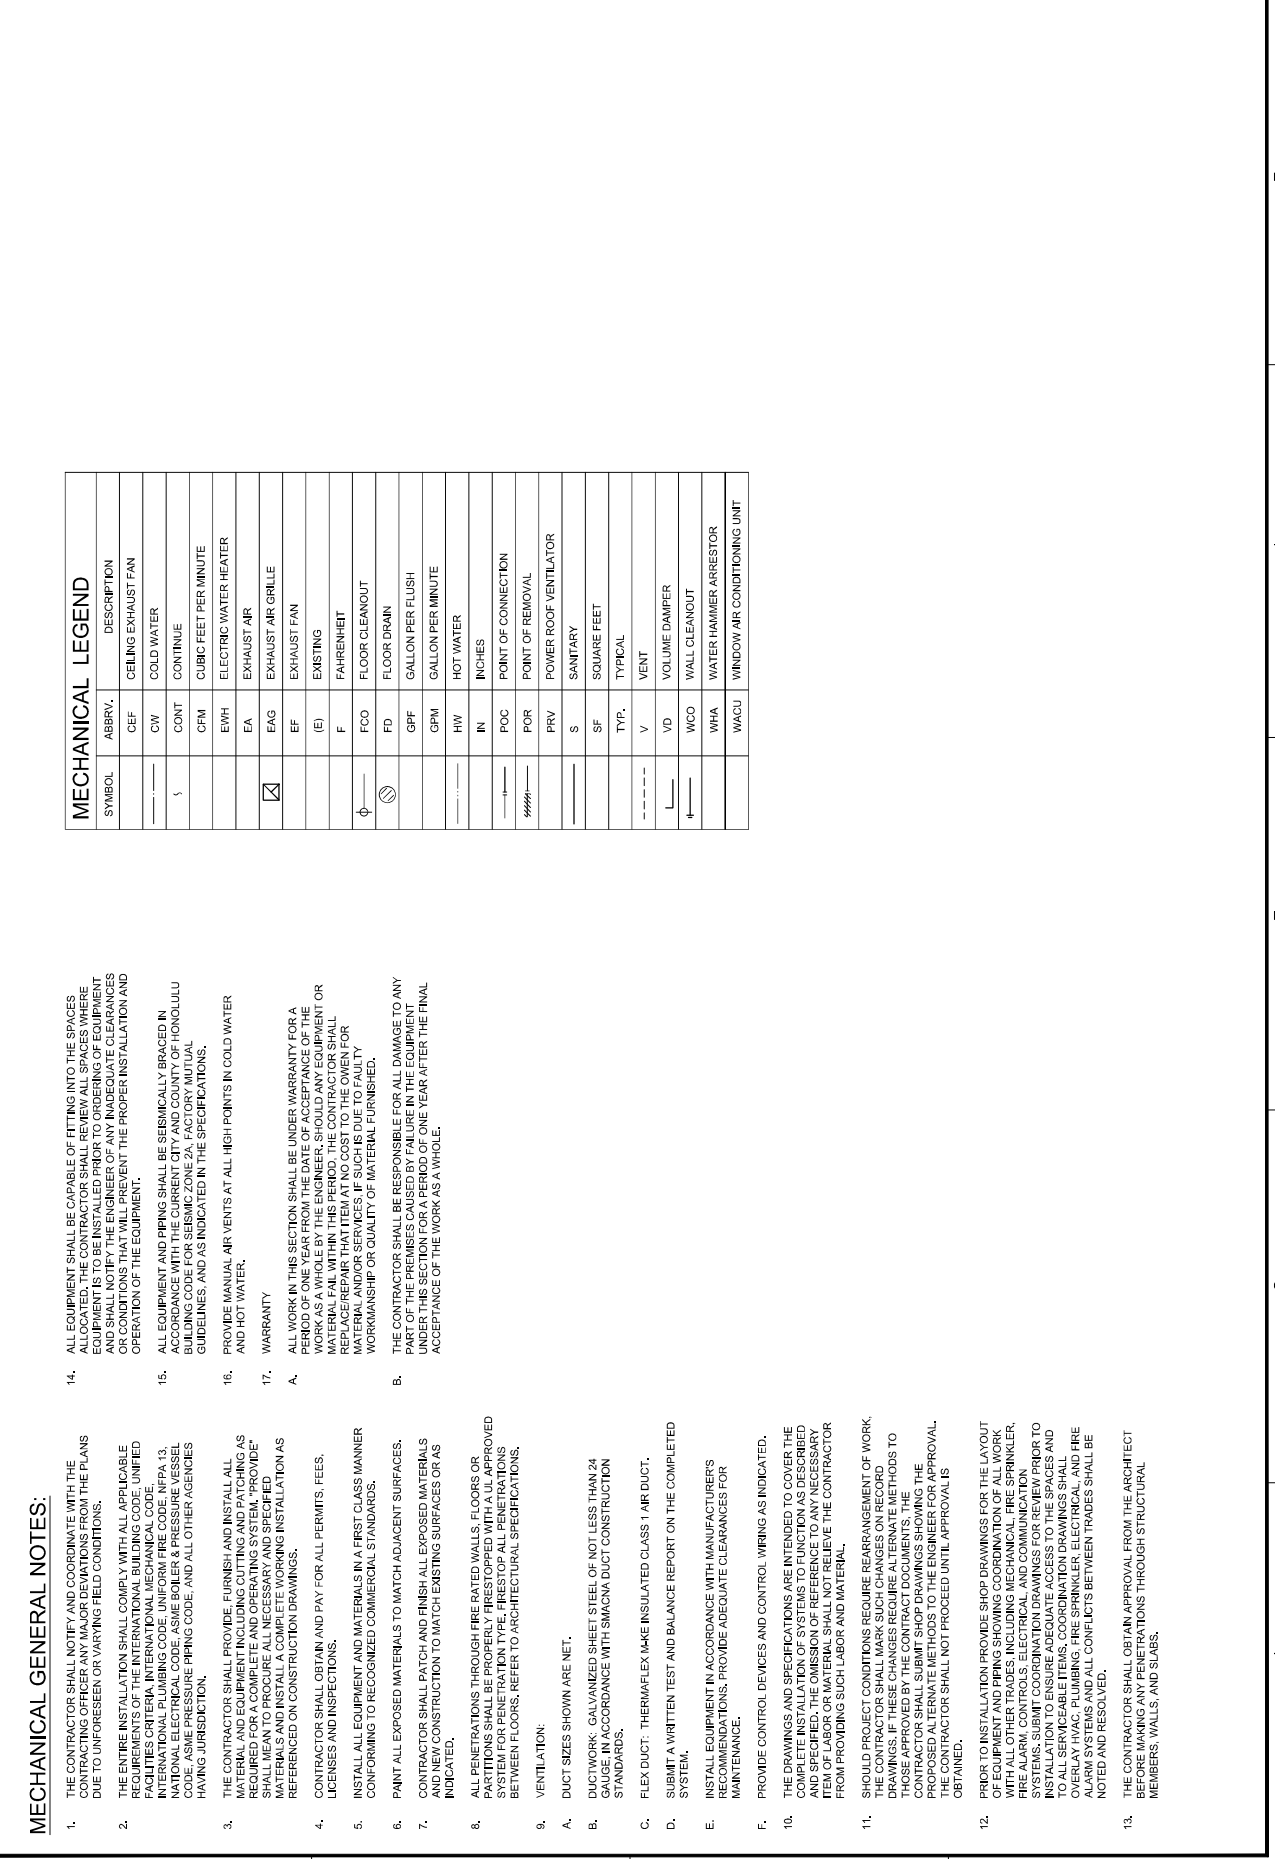 MECHANICAL GENERAL NOTES:
1. THE CONTRACTOR SHALL NOTIFY AND COORDINATE WITH THE
CONTRACTING OFFICER ANY MAJOR DEVIATIONS FROM THE PLANS
DUE TO UNFORESEEN OR VARYING FIELD CONDITIONS.
2. THE ENTIRE INSTALLATION SHALL COMPLY WITH ALL APPLICABLE
REQUIREMENTS OF THE INTERNATIONAL BUILDING CODE, UNIFIED
FACILITIES CRITERIA, INTERNATIONAL MECHANICAL CODE,
INTERNATIONAL PLUMBING CODE, UNIFORM FIRE CODE, NFPA 13,
NATIONAL ELECTRICAL CODE, ASME BOILER & PRESSURE VESSEL
CODE, ASME PRESSURE PIPING CODE, AND ALL OTHER AGENCIES
HAVING JURISDICTION.
3. THE CONTRACTOR SHALL PROVIDE, FURNISH AND INSTALL ALL
MATERIAL AND EQUIPMENT INCLUDING CUTTING AND PATCHING AS
REQUIRED FOR A COMPLETE AND OPERATING SYSTEM. "PROVIDE"
SHALL MEAN TO PROCURE ALL NECESSARY AND SPECIFIED
MATERIALS AND INSTALL A COMPLETE WORKING INSTALLATION AS
REFERENCED ON CONSTRUCTION DRAWINGS.
4. CONTRACTOR SHALL OBTAIN AND PAY FOR ALL PERMITS, FEES,
LICENSES AND INSPECTIONS.
5. INSTALL ALL EQUIPMENT AND MATERIALS IN A FIRST CLASS MANNER
CONFORMING TO RECOGNIZED COMMERCIAL STANDARDS.
6. PAINT ALL EXPOSED MATERIALS TO MATCH ADJACENT SURFACES.
7. CONTRACTOR SHALL PATCH AND FINISH ALL EXPOSED MATERIALS
AND NEW CONSTRUCTION TO MATCH EXISTING SURFACES OR AS
INDICATED.
8. ALL PENETRATIONS THROUGH FIRE RATED WALLS, FLOORS OR
PARTITIONS SHALL BE PROPERLY FIRESTOPPED WITH A UL APPROVED
SYSTEM FOR PENETRATION TYPE. FIRESTOP ALL PENETRATIONS
BETWEEN FLOORS. REFER TO ARCHITECTURAL SPECIFICATIONS.
9. VENTILATION:
A. DUCT SIZES SHOWN ARE NET.
B. DUCTWORK: GALVANIZED SHEET STEEL OF NOT LESS THAN 24
GAUGE, IN ACCORDANCE WITH SMACNA DUCT CONSTRUCTION
STANDARDS.
C. FLEX DUCT: THERMAFLEX M-KE INSULATED CLASS 1 AIR DUCT.
D. SUBMIT A WRITTEN TEST AND BALANCE REPORT ON THE COMPLETED
SYSTEM.
E. INSTALL EQUIPMENT IN ACCORDANCE WITH MANUFACTURER'S
RECOMMENDATIONS. PROVIDE ADEQUATE CLEARANCES FOR
MAINTENANCE.
F. PROVIDE CONTROL DEVICES AND CONTROL WIRING AS INDICATED.
10. THE DRAWINGS AND SPECIFICATIONS ARE INTENDED TO COVER THE
COMPLETE INSTALLATION OF SYSTEMS TO FUNCTION AS DESCRIBED
AND SPECIFIED. THE OMISSION OF REFERENCE TO ANY NECESSARY
ITEM OF LABOR OR MATERIAL SHALL NOT RELIEVE THE CONTRACTOR
FROM PROVIDING SUCH LABOR AND MATERIAL.
11. SHOULD PROJECT CONDITIONS REQUIRE REARRANGEMENT OF WORK,
THE CONTRACTOR SHALL MARK SUCH CHANGES ON RECORD
DRAWINGS. IF THESE CHANGES REQUIRE ALTERNATE METHODS TO
THOSE APPROVED BY THE CONTRACT DOCUMENTS, THE
CONTRACTOR SHALL SUBMIT SHOP DRAWINGS SHOWING THE
PROPOSED ALTERNATE METHODS TO THE ENGINEER FOR APPROVAL.
THE CONTRACTOR SHALL NOT PROCEED UNTIL APPROVAL IS
OBTAINED.
12. PRIOR TO INSTALLATION PROVIDE SHOP DRAWINGS FOR THE LAYOUT
OF EQUIPMENT AND PIPING SHOWING COORDINATION OF ALL WORK
WITH ALL OTHER TRADES, INCLUDING MECHANICAL, FIRE SPRINKLER,
FIRE ALARM, CONTROLS, ELECTRICAL, AND COMMUNICATION
SYSTEMS. SUBMIT COORDINATION DRAWINGS FOR REVIEW PRIOR TO
INSTALLATION TO ENSURE ADEQUATE ACCESS TO THE SPACES AND
TO ALL SERVICEABLE ITEMS. COORDINATION DRAWINGS SHALL
OVERLAY HVAC, PLUMBING, FIRE SPRINKLER, ELECTRICAL, AND FIRE
ALARM SYSTEMS AND ALL CONFLICTS BETWEEN TRADES SHALL BE
NOTED AND RESOLVED.
13. THE CONTRACTOR SHALL OBTAIN APPROVAL FROM THE ARCHITECT
BEFORE MAKING ANY PENETRATIONS THROUGH STRUCTURAL
MEMBERS, WALLS, AND SLABS.
14. ALL EQUIPMENT SHALL BE CAPABLE OF FITTING INTO THE SPACES
ALLOCATED. THE CONTRACTOR SHALL REVIEW ALL SPACES WHERE
EQUIPMENT IS TO BE INSTALLED PRIOR TO ORDERING OF EQUIPMENT
AND SHALL NOTIFY THE ENGINEER OF ANY INADEQUATE CLEARANCES
OR CONDITIONS THAT WILL PREVENT THE PROPER INSTALLATION AND
OPERATION OF THE EQUIPMENT.
15. ALL EQUIPMENT AND PIPING SHALL BE SEISMICALLY BRACED IN
ACCORDANCE WITH THE CURRENT CITY AND COUNTY OF HONOLULU
BUILDING CODE FOR SEISMIC ZONE 2A, FACTORY MUTUAL
GUIDELINES, AND AS INDICATED IN THE SPECIFICATIONS.
16. PROVIDE MANUAL AIR VENTS AT ALL HIGH POINTS IN COLD WATER
AND HOT WATER.
17. WARRANTY
A. ALL WORK IN THIS SECTION SHALL BE UNDER WARRANTY FOR A
PERIOD OF ONE YEAR FROM THE DATE OF ACCEPTANCE OF THE
WORK AS A WHOLE BY THE ENGINEER. SHOULD ANY EQUIPMENT OR
MATERIAL FAIL WITHIN THIS PERIOD, THE CONTRACTOR SHALL
REPLACE/REPAIR THAT ITEM AT NO COST TO THE OWEN FOR
MATERIAL AND/OR SERVICES, IF SUCH IS DUE TO FAULTY
WORKMANSHIP OR QUALITY OF MATERIAL FURNISHED.
B. THE CONTRACTOR SHALL BE RESPONSIBLE FOR ALL DAMAGE TO ANY
PART OF THE PREMISES CAUSED BY FAILURE IN THE EQUIPMENT
UNDER THIS SECTION FOR A PERIOD OF ONE YEAR AFTER THE FINAL
ACCEPTANCE OF THE WORK AS A WHOLE.
MECHANICAL LEGEND
SYMBOL ABBRV. DESCRIPTION
CEF CEILING EXHAUST FAN
CW COLD WATER
CONT CONTINUE
CFM CUBIC FEET PER MINUTE
EWH ELECTRIC WATER HEATER
EA EXHAUST AIR
EAG EXHAUST AIR GRILLE
EF EXHAUST FAN
(E) EXISTING
F FAHRENHEIT
FCO FLOOR CLEANOUT
FD FLOOR DRAIN
GPF GALLON PER FLUSH
GPM GALLON PER MINUTE
HW HOT WATER
IN INCHES
POC POINT OF CONNECTION
POR POINT OF REMOVAL
PRV POWER ROOF VENTILATOR
S SANITARY
SF SQUARE FEET
TYP. TYPICAL
V VENT
VD VOLUME DAMPER
WCO WALL CLEANOUT
WHA WATER HAMMER ARRESTOR
WACU WINDOW AIR CONDITIONING UNIT